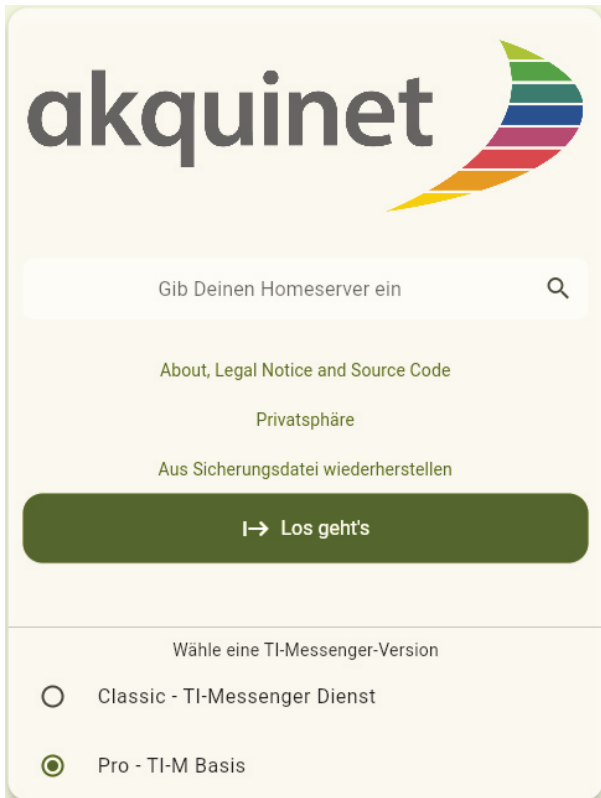 akquinet
Gib Deinen Homeserver ein
About, Legal Notice and Source Code
Privatsphäre
Aus Sicherungsdatei wiederherstellen
Los geht's
Wähle eine TI-Messenger-Version
Classic - TI-Messenger Dienst
Pro - TI-M Basis